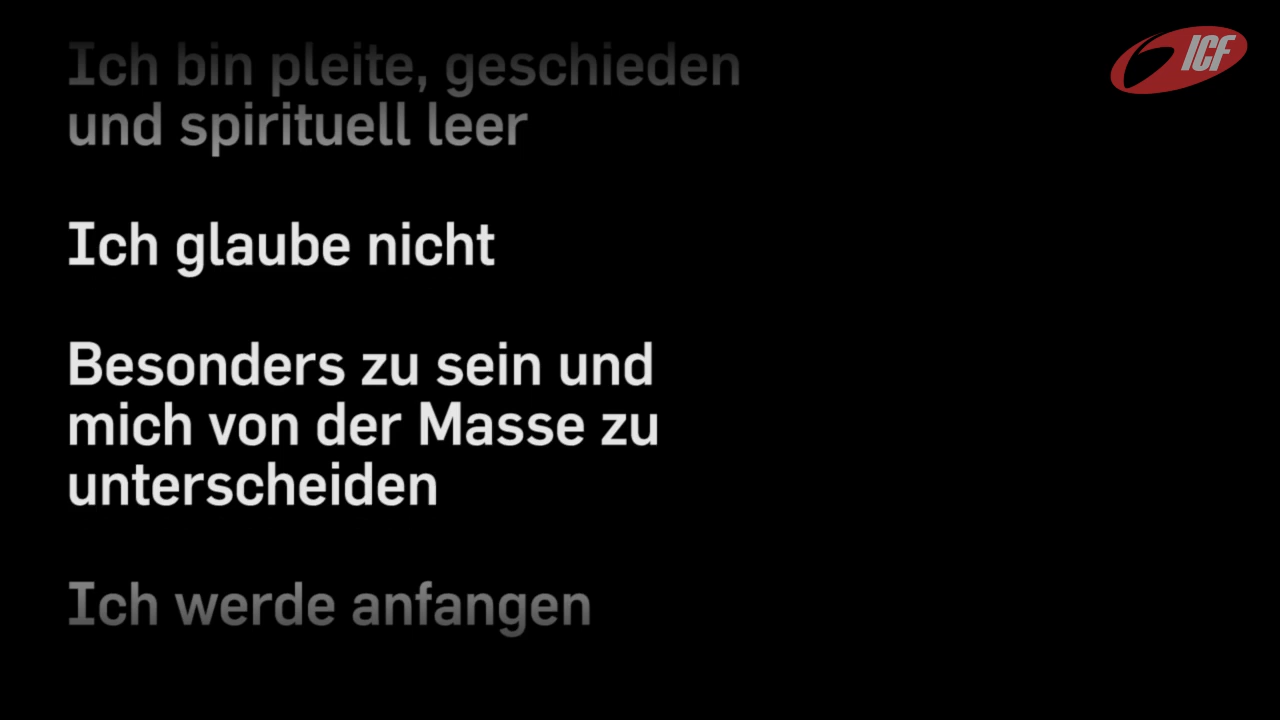 ICF
Ich bin pleite, geschieden
und spirituell leer
Ich glaube nicht
Besonders zu sein und
mich von der Masse zu
unterscheiden
Ich werde anfangen